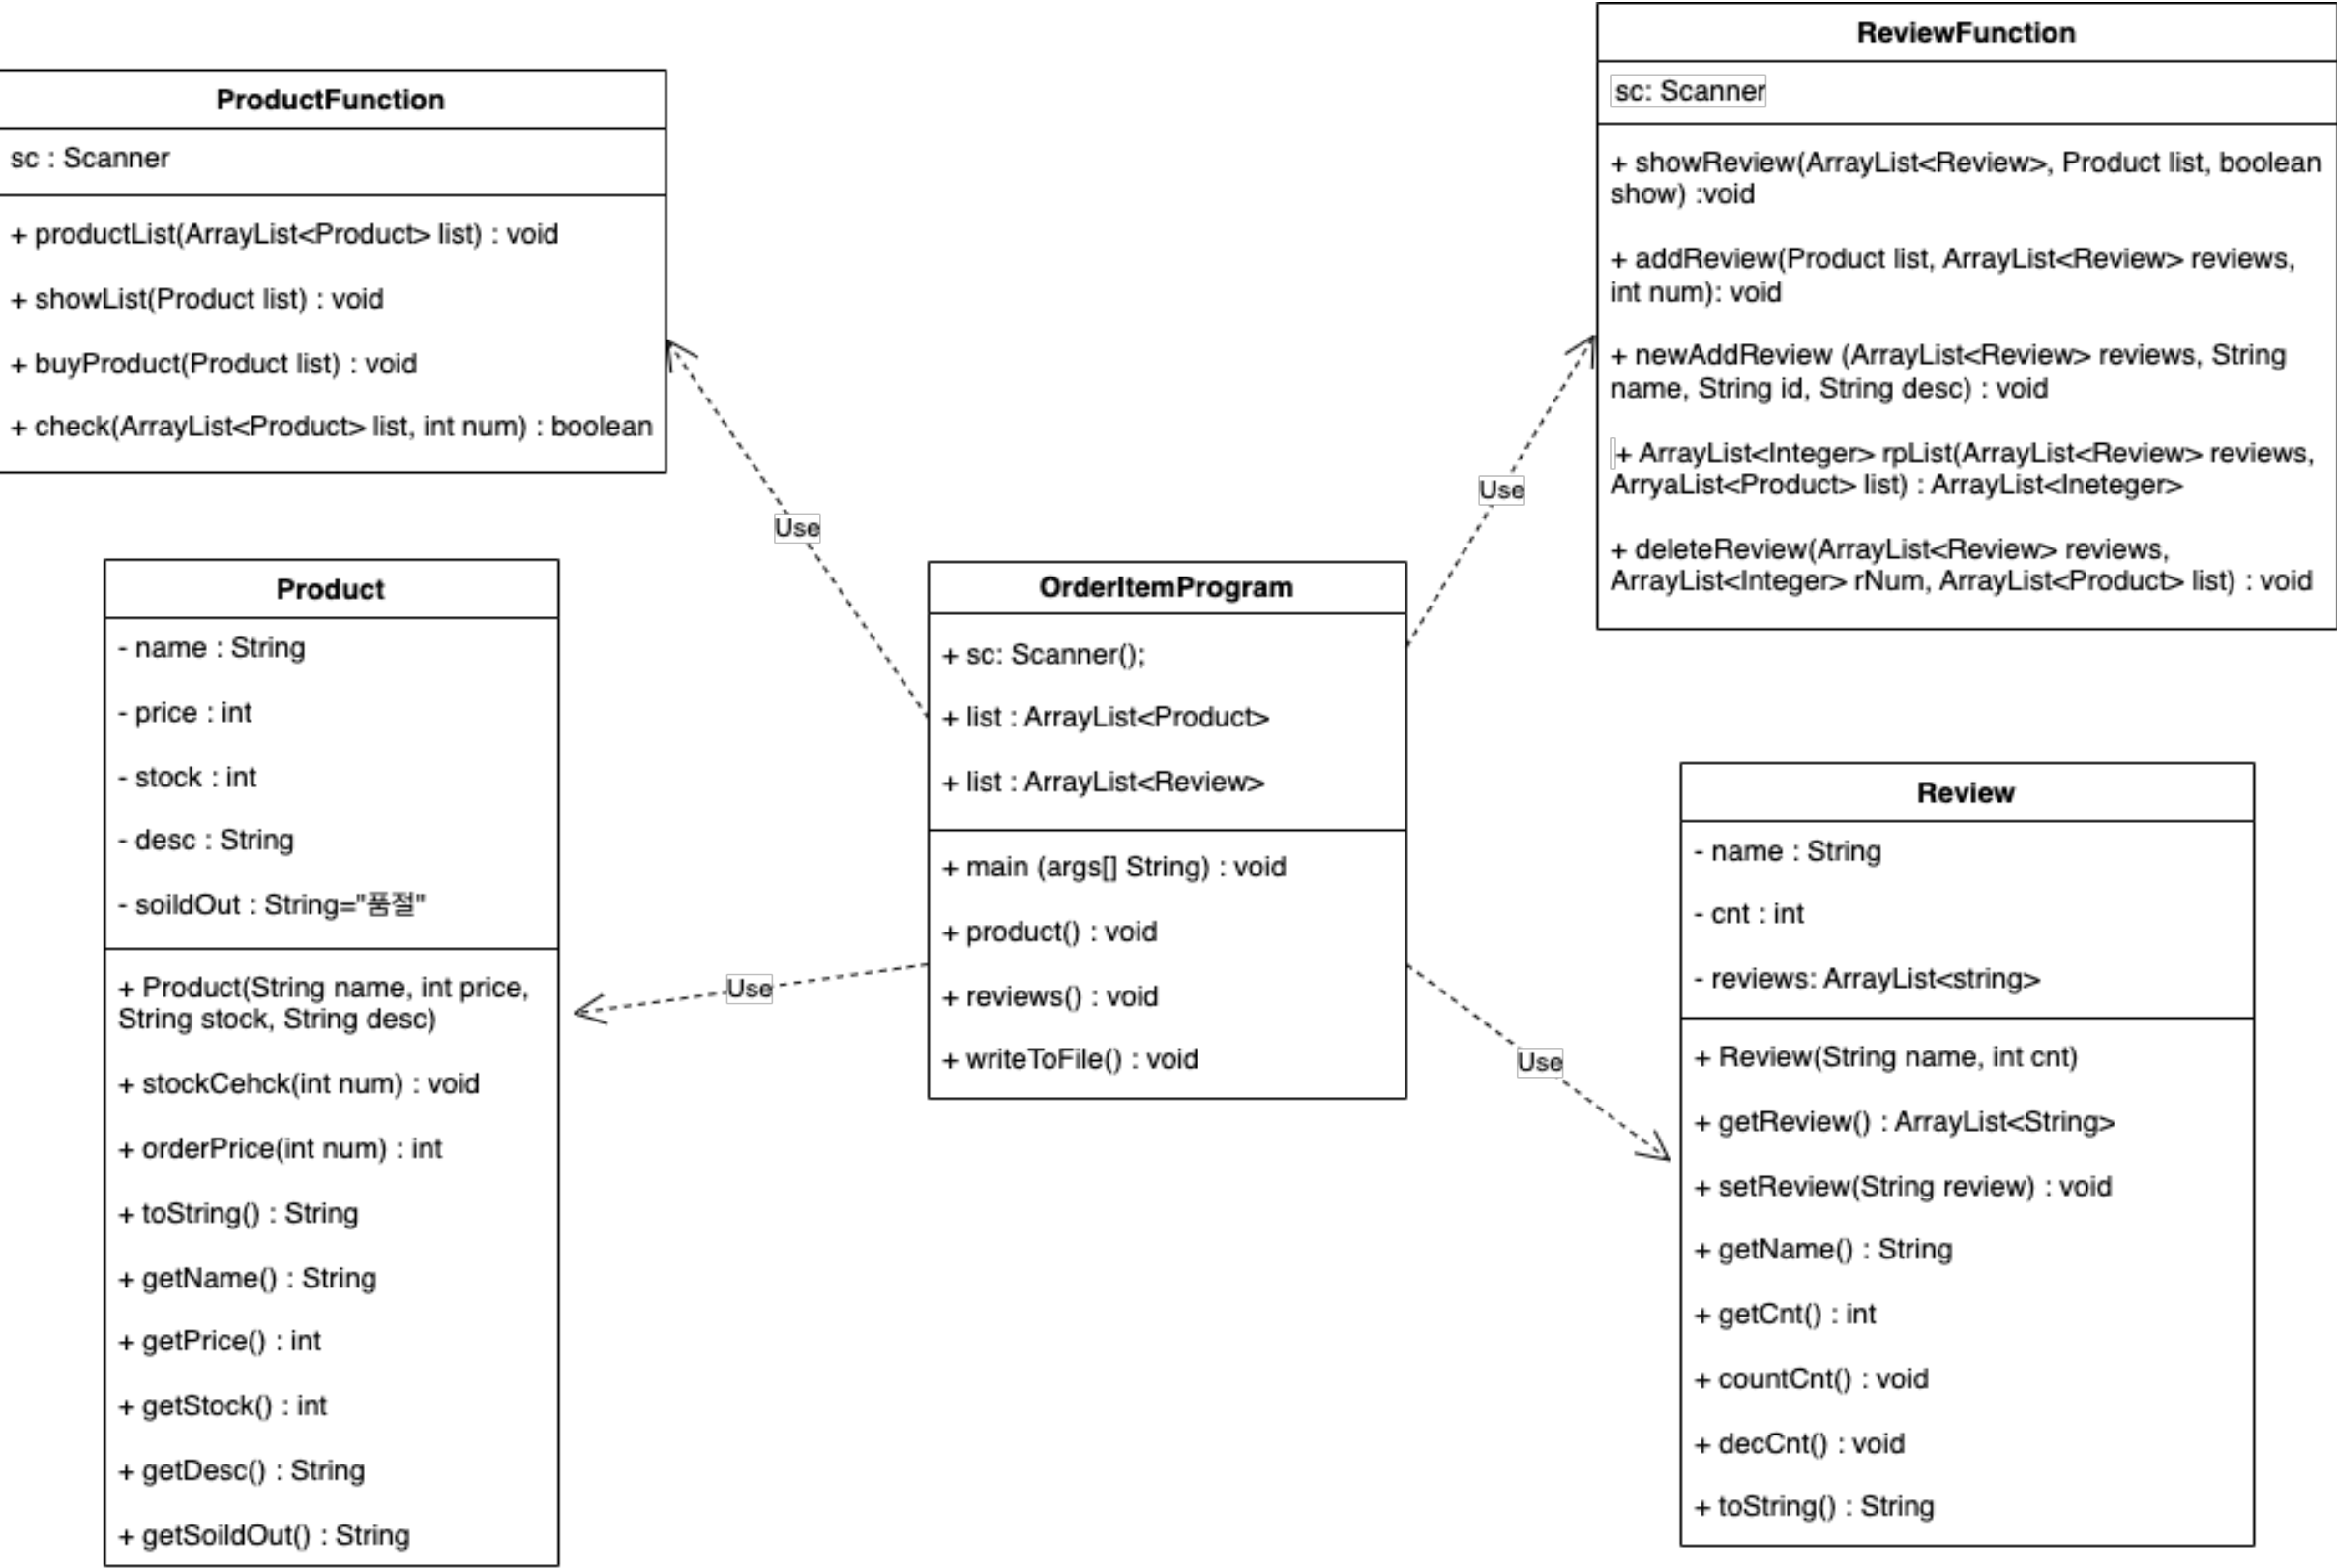 ProductFunction
sc : Scanner
+ productList(ArrayList<Product> list) : void
+ showList(Product list) : void
+ buyProduct(Product list) : void
+ check(ArrayList<Product> list, int num) : boolean
ReviewFunction
sc: Scanner
+ showReview(ArrayList<Review>, Product list, boolean
show) :void
+ addReview(Product list, ArrayList<Review> reviews,
int num): void
+ newAddReview (ArrayList<Review> reviews, String
name, String id, String desc) : void
+ ArrayList<Integer> rpList(ArrayList<Review> reviews,
ArryaList<Product> list) : ArrayList<Ineteger>
+ deleteReview(ArrayList<Review> reviews,
ArrayList<Integer> rNum, ArrayList<Product> list) : void
Use
Use
Product
- name : String
- price : int
- stock : int
- desc : String
- soildOut : String="품절"
+ Product(String name, int price,
String stock, String desc)
+ stockCehck(int num) : void
+ orderPrice(int num) : int
+ toString() : String
+ getName() : String
+ getPrice() : int
+ getStock() : int
+ getDesc() : String
+ getSoildOut() : String
OrderItemProgram
+ sc: Scanner();
+ list : ArrayList<Product>
+ list : ArrayList<Review>
+ main (args[] String) : void
+ product() : void
+ reviews() : void
+ writeToFile() : void
Use
Use
Review
- name : String
- cnt : int
- reviews: ArrayList<string>
+ Review(String name, int cnt)
+ getReview() : ArrayList<String>
+ setReview(String review) : void
+ getName() : String
+ getCnt() : int
+ countCnt() : void
+ decCnt() : void
+ toString() : String